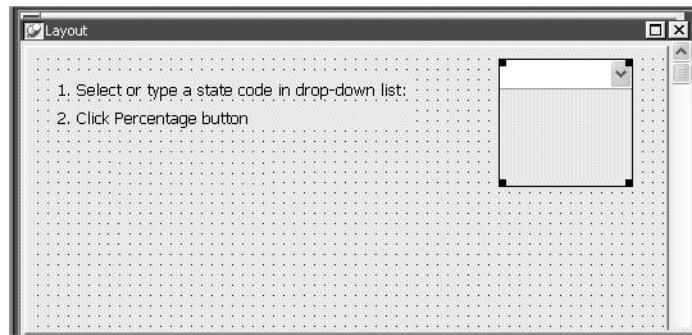 Layout
1. Select or type a state code in drop-down list:
2. Click Percentage button